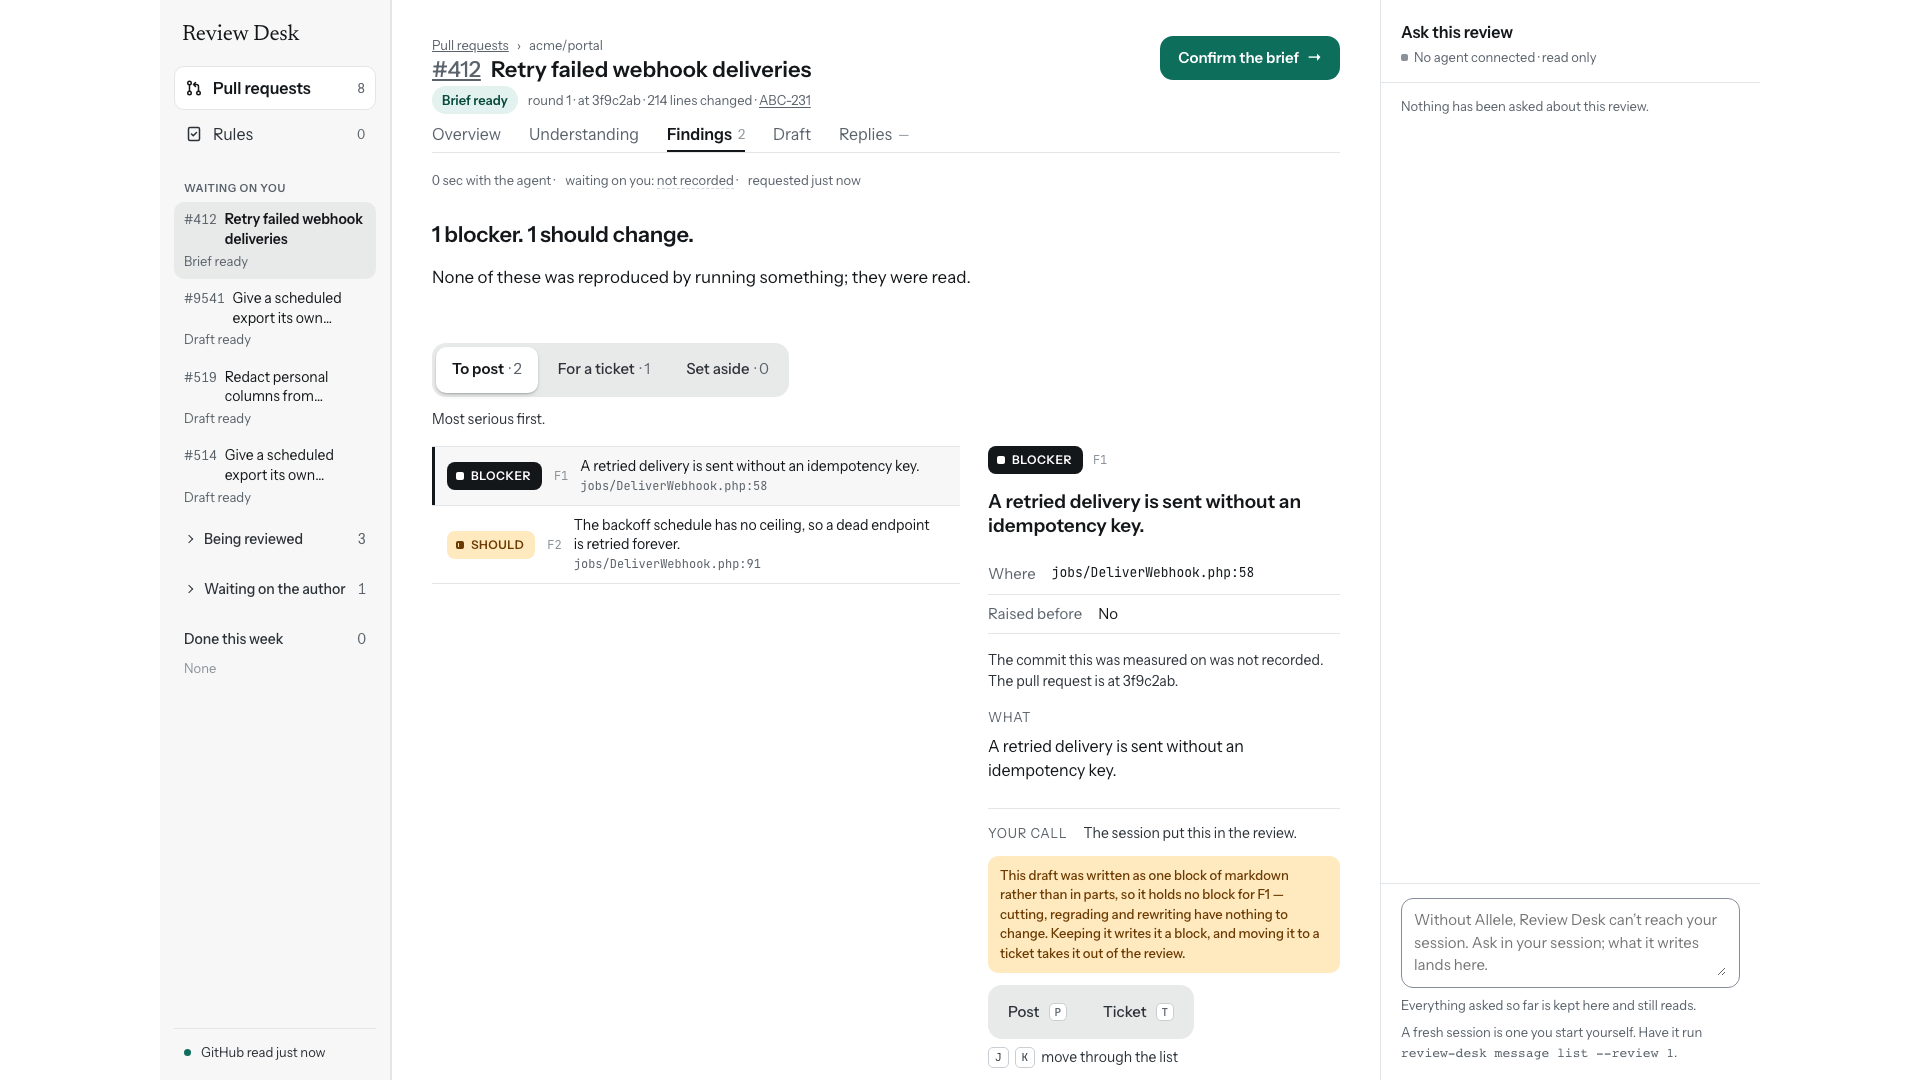 Review Desk
Pull requests 8
Rules 0
WAITING ON YOU
#412 Retry failed webhook
deliveries
Brief ready
#9541 Give a scheduled
export its own…
Draft ready
#519 Redact personal
columns from…
Draft ready
#514 Give a scheduled
export its own…
Draft ready
Being reviewed 3
Waiting on the author 1
Done this week 0
None
GitHub read just now
Pull requests › acme/portal
#412 Retry failed webhook deliveries
Confirm the brief →
Brief ready round 1 · at 3f9c2ab · 214 lines changed · ABC-231
Overview Understanding Findings 2 Draft Replies —
0 sec with the agent · waiting on you: not recorded · requested just now
1 blocker. 1 should change.
None of these was reproduced by running something; they were read.
To post · 2 For a ticket · 1 Set aside · 0
Most serious first.
BLOCKER F1 A retried delivery is sent without an idempotency key.
jobs/DeliverWebhook.php:58
SHOULD F2 The backoff schedule has no ceiling, so a dead endpoint
is retried forever.
jobs/DeliverWebhook.php:91
BLOCKER F1
A retried delivery is sent without an
idempotency key.
Where jobs/DeliverWebhook.php:58
Raised before No
The commit this was measured on was not recorded.
The pull request is at 3f9c2ab.
WHAT
A retried delivery is sent without an
idempotency key.
YOUR CALL The session put this in the review.
This draft was written as one block of markdown
rather than in parts, so it holds no block for F1 —
cutting, regrading and rewriting have nothing to
change. Keeping it writes it a block, and moving it to a
ticket takes it out of the review.
Post P Ticket T
J K move through the list
Ask this review
No agent connected · read only
Nothing has been asked about this review.
Without Allele, Review Desk can't reach your
session. Ask in your session; what it writes
lands here.
Everything asked so far is kept here and still reads.
A fresh session is one you start yourself. Have it run
review-desk message list --review 1.